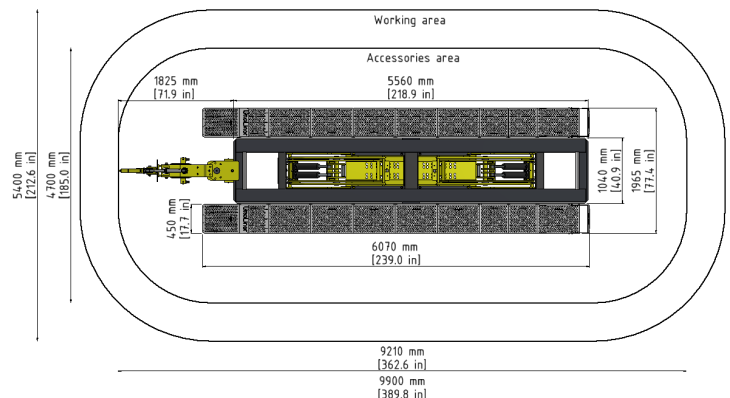 Working area
Accessories area
1825 mm
[71.9 in]
5560 mm
[218.9 in]
5400 mm
[212.6 in]
4700 mm
[185.0 in]
450 mm
[17.7 in]
1040 mm
[40.9 in]
1965 mm
[77.4 in]
6070 mm
[239.0 in]
9210 mm
[362.6 in]
9900 mm
[389.8 in]